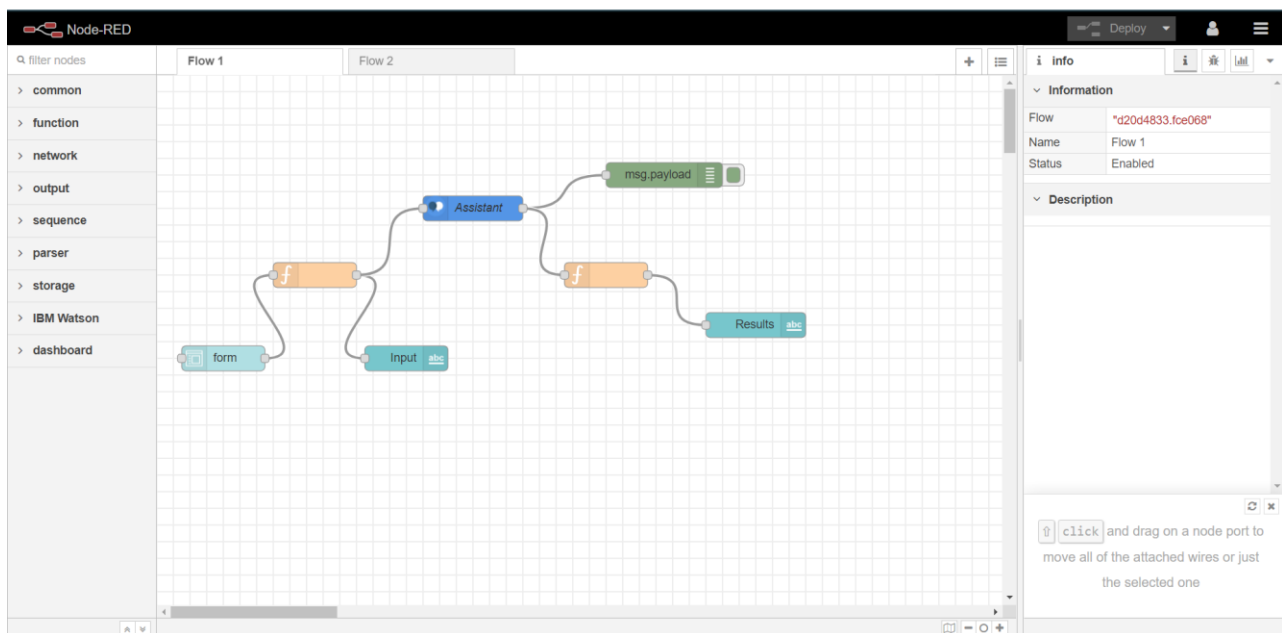 Node-RED
Deploy
filter nodes
Flow 1
Flow 2
i info
i
common
function
network
output
sequence
parser
storage
IBM Watson
dashboard
msg.payload
Assistant
f
f
Results abc
form
Input abc
Information
Flow "d20d4833.fce068"
Name Flow 1
Status Enabled
Description
click and drag on a node port to
move all of the attached wires or just
the selected one